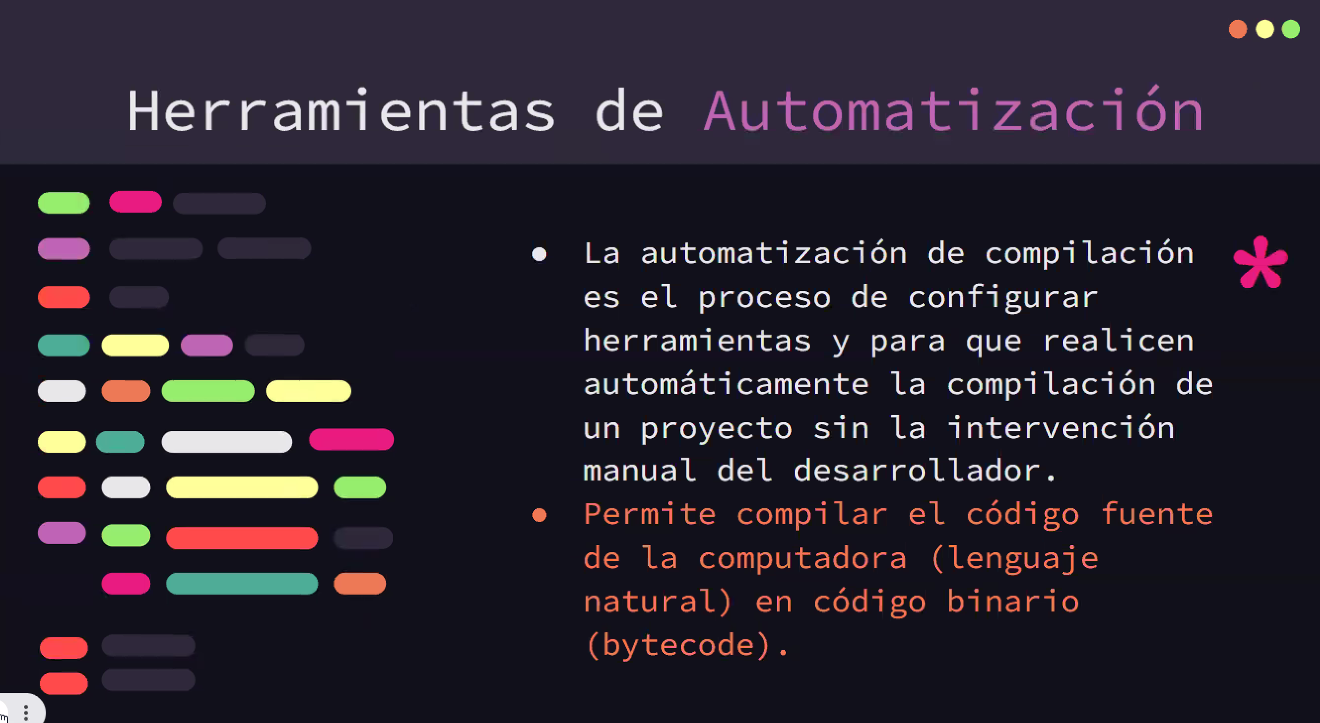 Herramientas de Automatización
● La automatización de compilación
es el proceso de configurar
herramientas y para que realicen
automáticamente la compilación de
un proyecto sin la intervención
manual del desarrollador.
● Permite compilar el código fuente
de la computadora (lenguaje
natural) en código binario
(bytecode).
*